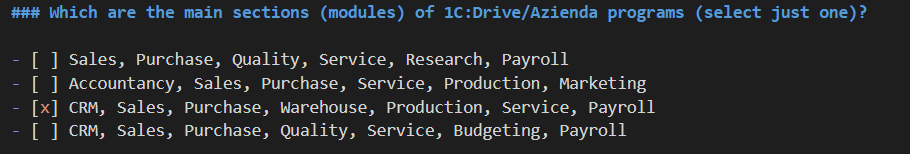 ### Which are the main sections (modules) of 1C:Drive/Azienda programs (select just one)?
- [ ] Sales, Purchase, Quality, Service, Research, Payroll
- [ ] Accountancy, Sales, Purchase, Service, Production, Marketing
- [x] CRM, Sales, Purchase, Warehouse, Production, Service, Payroll
- [ ] CRM, Sales, Purchase, Quality, Service, Budgeting, Payroll